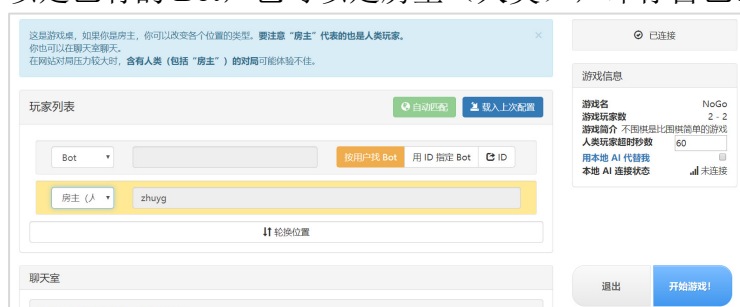 这是游戏桌，如果你是房主，你可以改变各个位置的类型。要注意“房主”代表的也是人类玩家。
你也可以在聊天室聊天。
在网站对局压力较大时，含有人类（包括“房主”）的对局可能体验不佳。
×
玩家列表
自动匹配
载入上次配置
Bot
按用户找 Bot
用 ID 指定 Bot
ID
房主（人
zhuyg
轮换位置
聊天室
已连接
游戏信息
游戏名 NoGo
游戏玩家数 2 - 2
游戏简介 不围棋是比围棋简单的游戏
人类玩家超时秒数 60
用本地 AI 代替我
本地 AI 连接状态 未连接
退出
开始游戏!